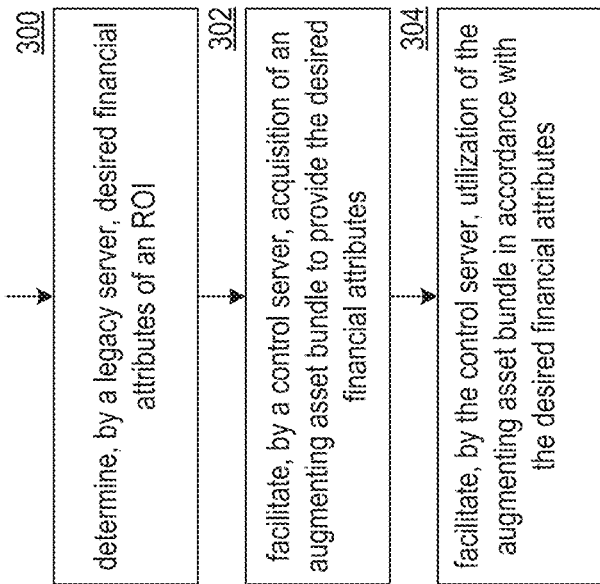 300
determine, by a legacy server, desired financial
attributes of an ROI
302
facilitate, by a control server, acquisition of an
augmenting asset bundle to provide the desired
financial attributes
304
facilitate, by the control server, utilization of the
augmenting asset bundle in accordance with
the desired financial attributes